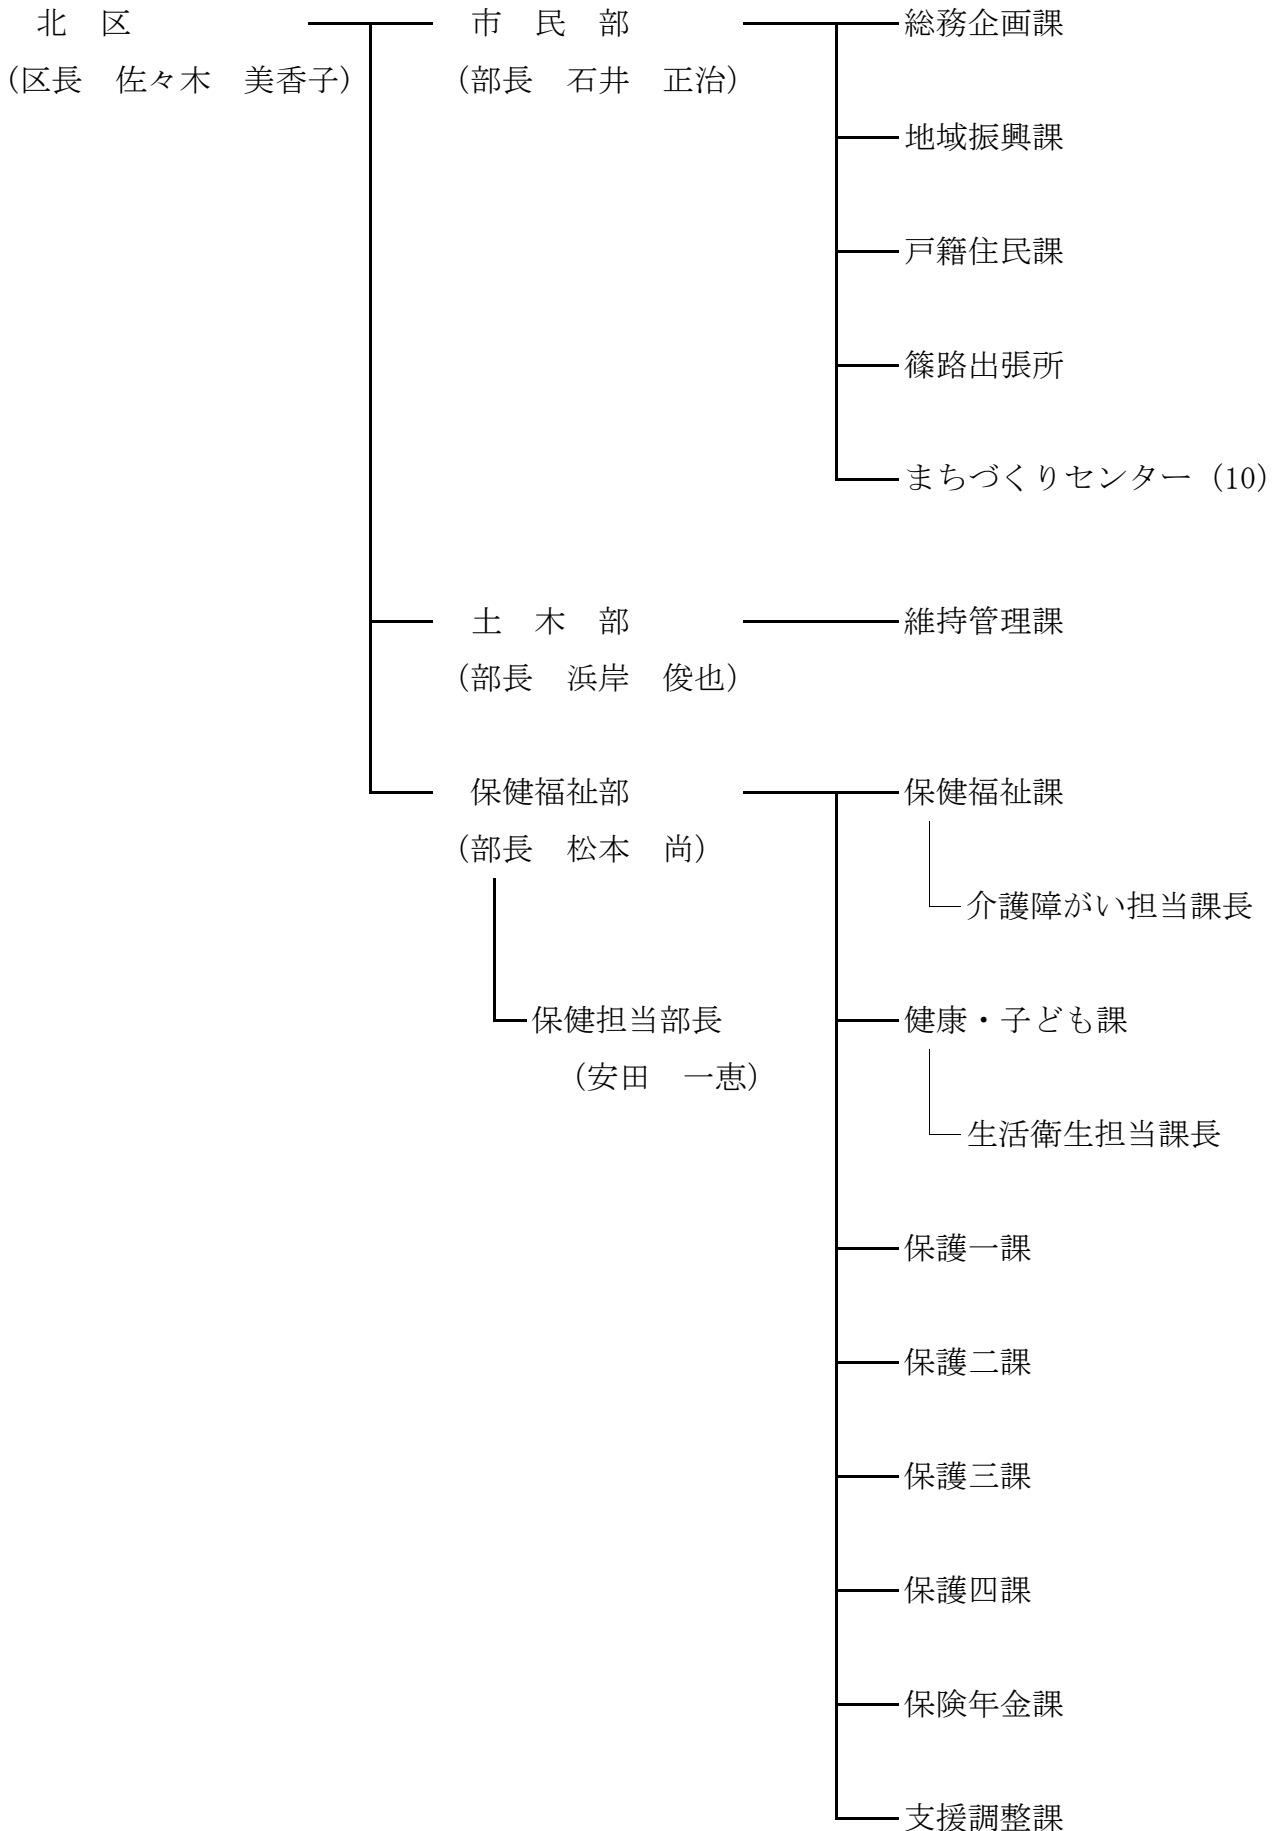 北　区　市　民　部　総務企画課
(区長　佐々木　美香子)　(部長　石井　正治)
地域振興課
戸籍住民課
篠路出張所
まちづくりセンター (10)
土　木　部　維持管理課
(部長　浜岸　俊也)
保健福祉部　保健福祉課
(部長　松本　尚)
介護障がい担当課長
保健担当部長　健康・子ども課
(安田　一恵)
生活衛生担当課長
保護一課
保護二課
保護三課
保護四課
保険年金課
支援調整課